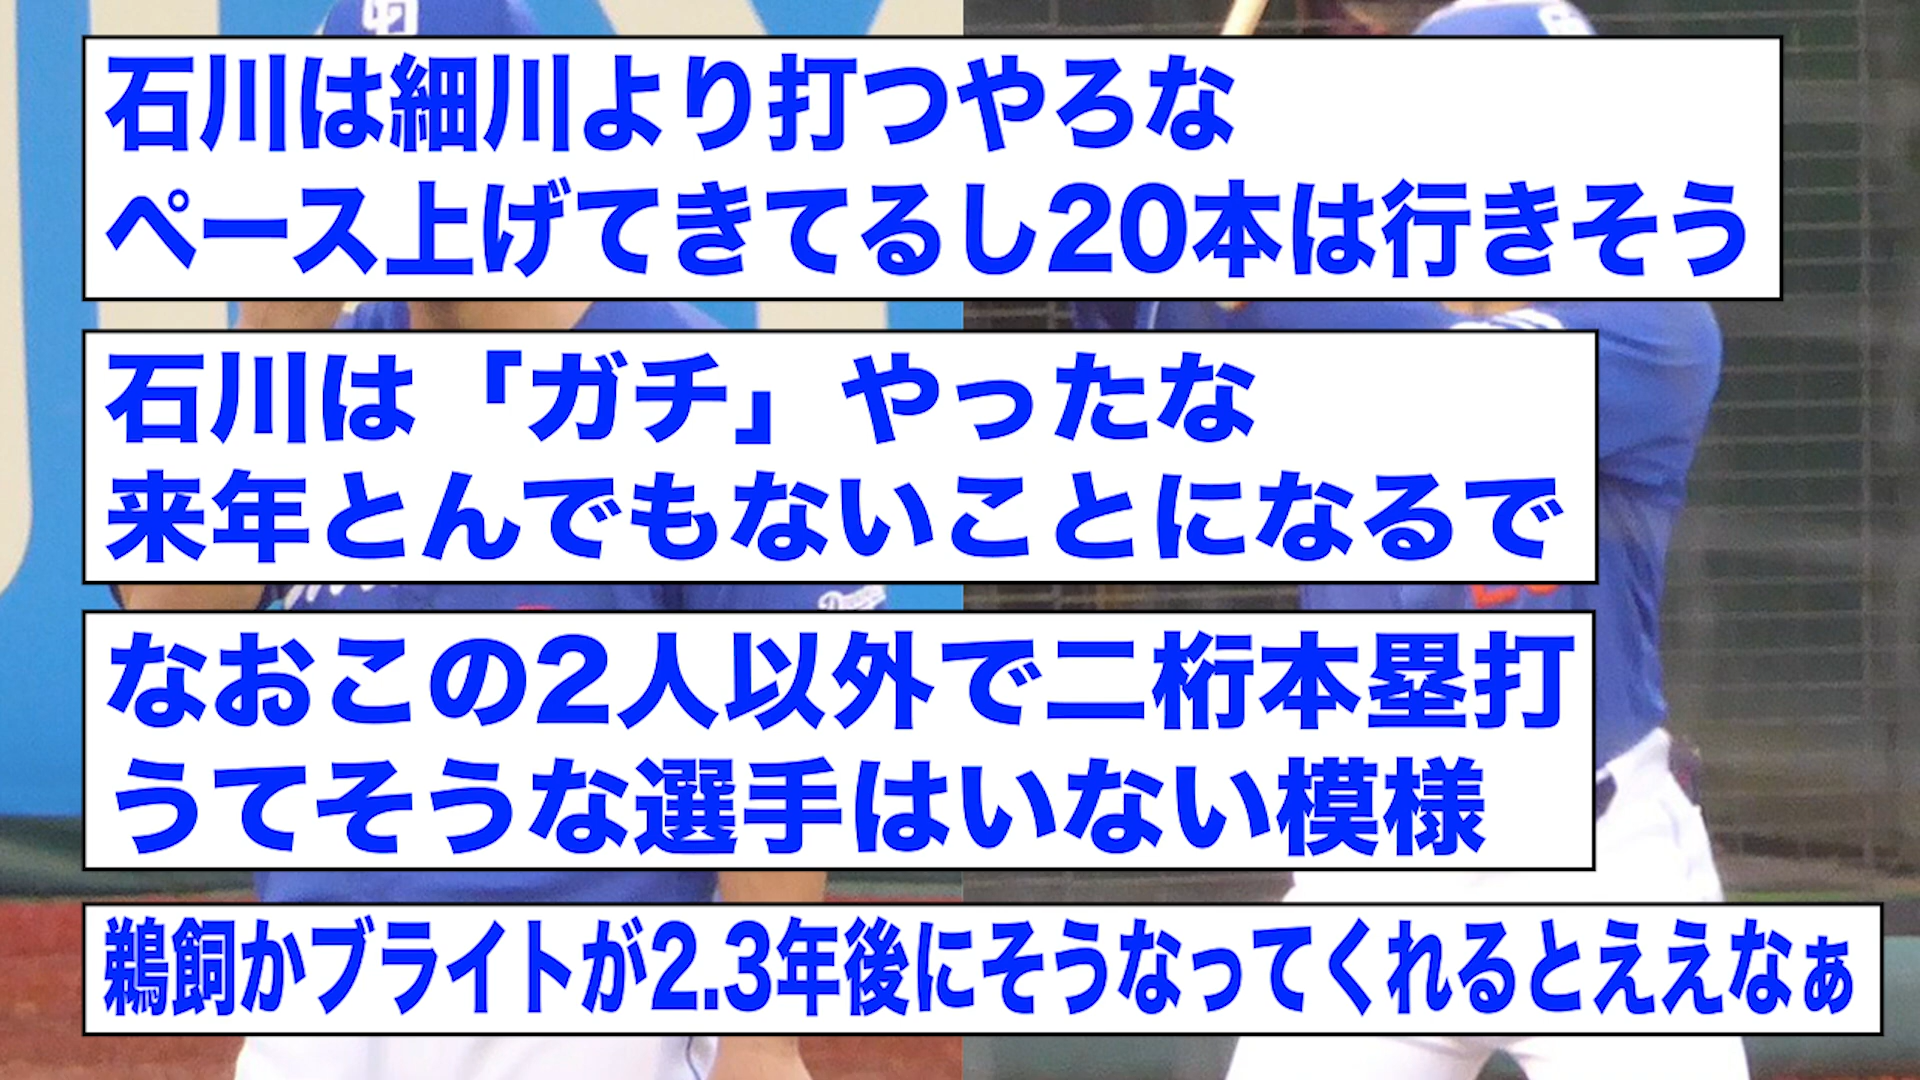 石川は細川より打つやろな
ペース上げてきてるし20本は行きそう
石川は「ガチ」やったな
来年とんでもないことになるで
Dragons
なおこの2人以外で二桁本塁打
うてそうな選手はいない模様
鵜飼かブライトが2.3年後にそうなってくれるとええなぁ